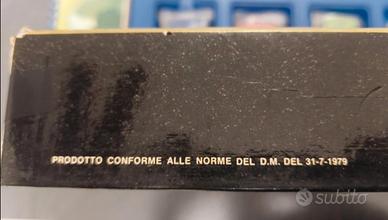 PRODOTTO CONFORME ALLE NORME DEL D.M. DEL 31-7-1979
subito